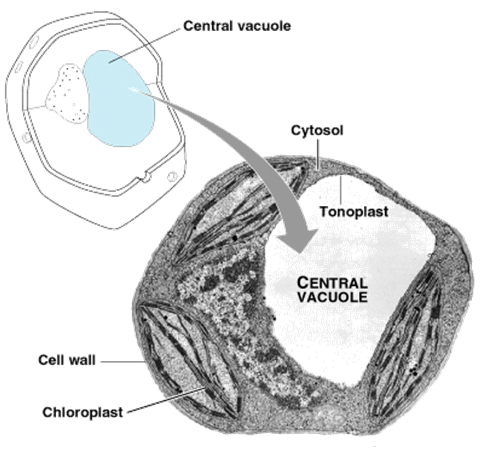 Central vacuole
Cytosol
Tonoplast
CENTRAL
VACUOLE
Cell wall
Chloroplast